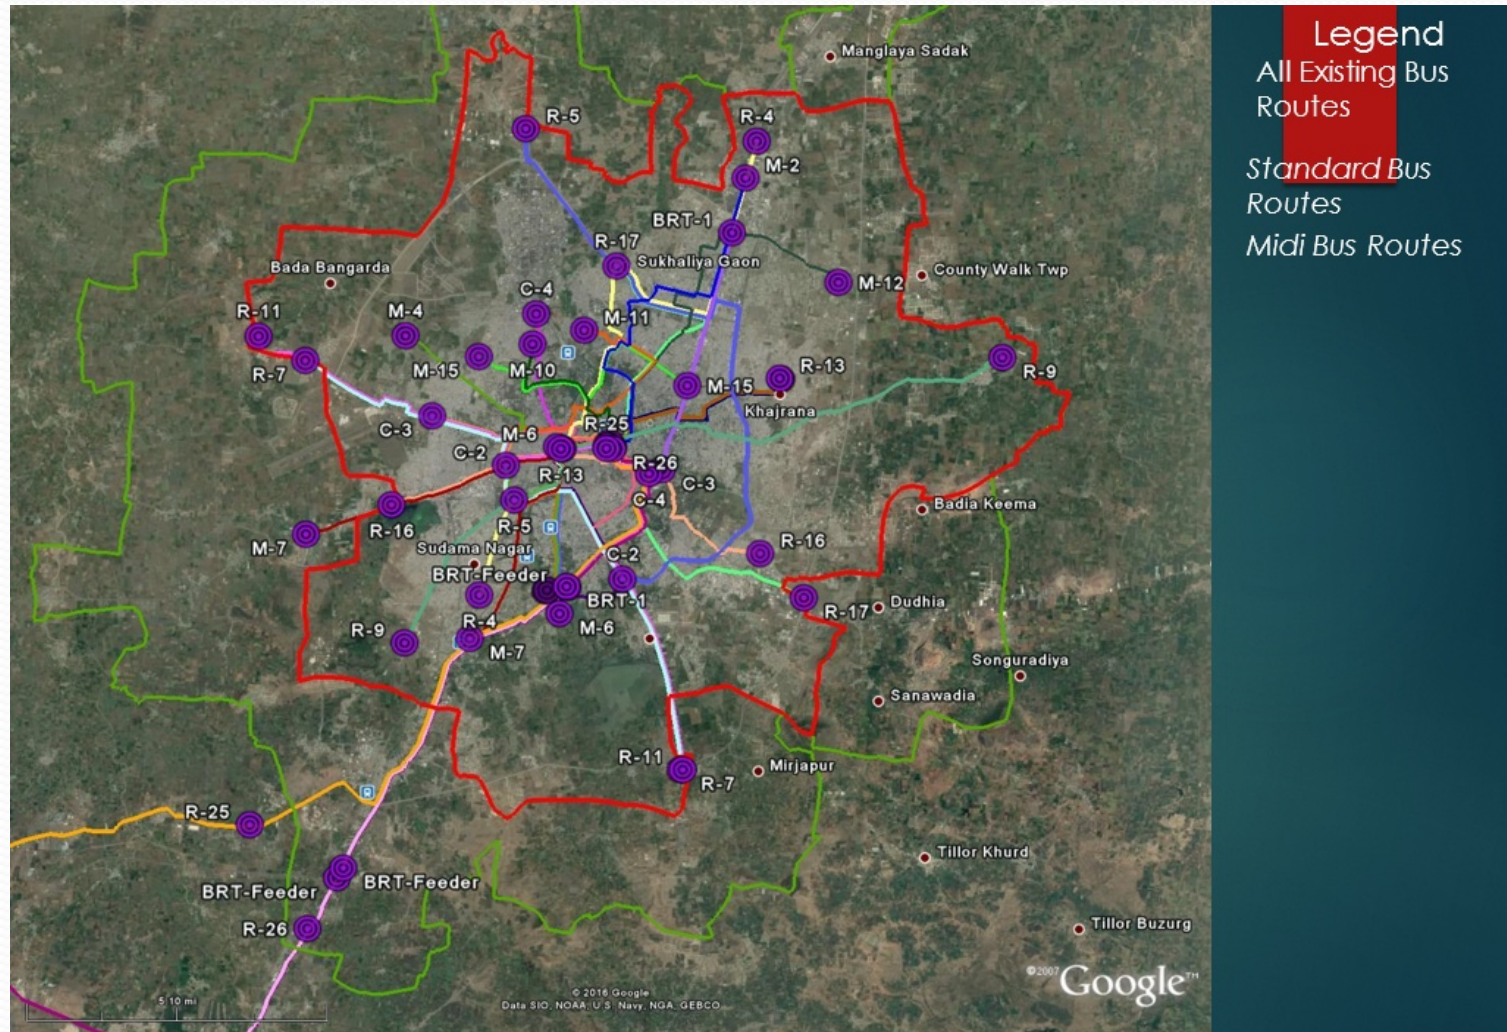 Legend
All Existing Bus
Routes
Standard Bus
Routes
Midi Bus Routes
Manglaya Sadak
R-5
R-4
M-2
BRT-1
R-17
Sukhaliya Gaon
Bada Bangarda
County Walk Twp
M-12
C-4
R-11
M-4
M-11
R-7
M-15
M-10
M-15
R-13
R-9
Khajrana
C-3
M-6
R-25
C-2
R-13
R-26
C-3
C-4
Badia Keema
R-16
R-5
M-7
Sudama Nagar
C-2
R-16
BRT-Feeder
BRT-1
Dudhia
R-17
R-4
M-6
R-9
M-7
Songuradiya
Sanawadia
R-11
R-7
Mirjapur
R-25
Tillor Khurd
BRT-Feeder
BRT-Feeder
R-26
Tillor Buzurg
©2007 Google™
5.10 mi
© 2016 Google
Data SIO, NOAA, U.S. Navy, NGA, GEBCO